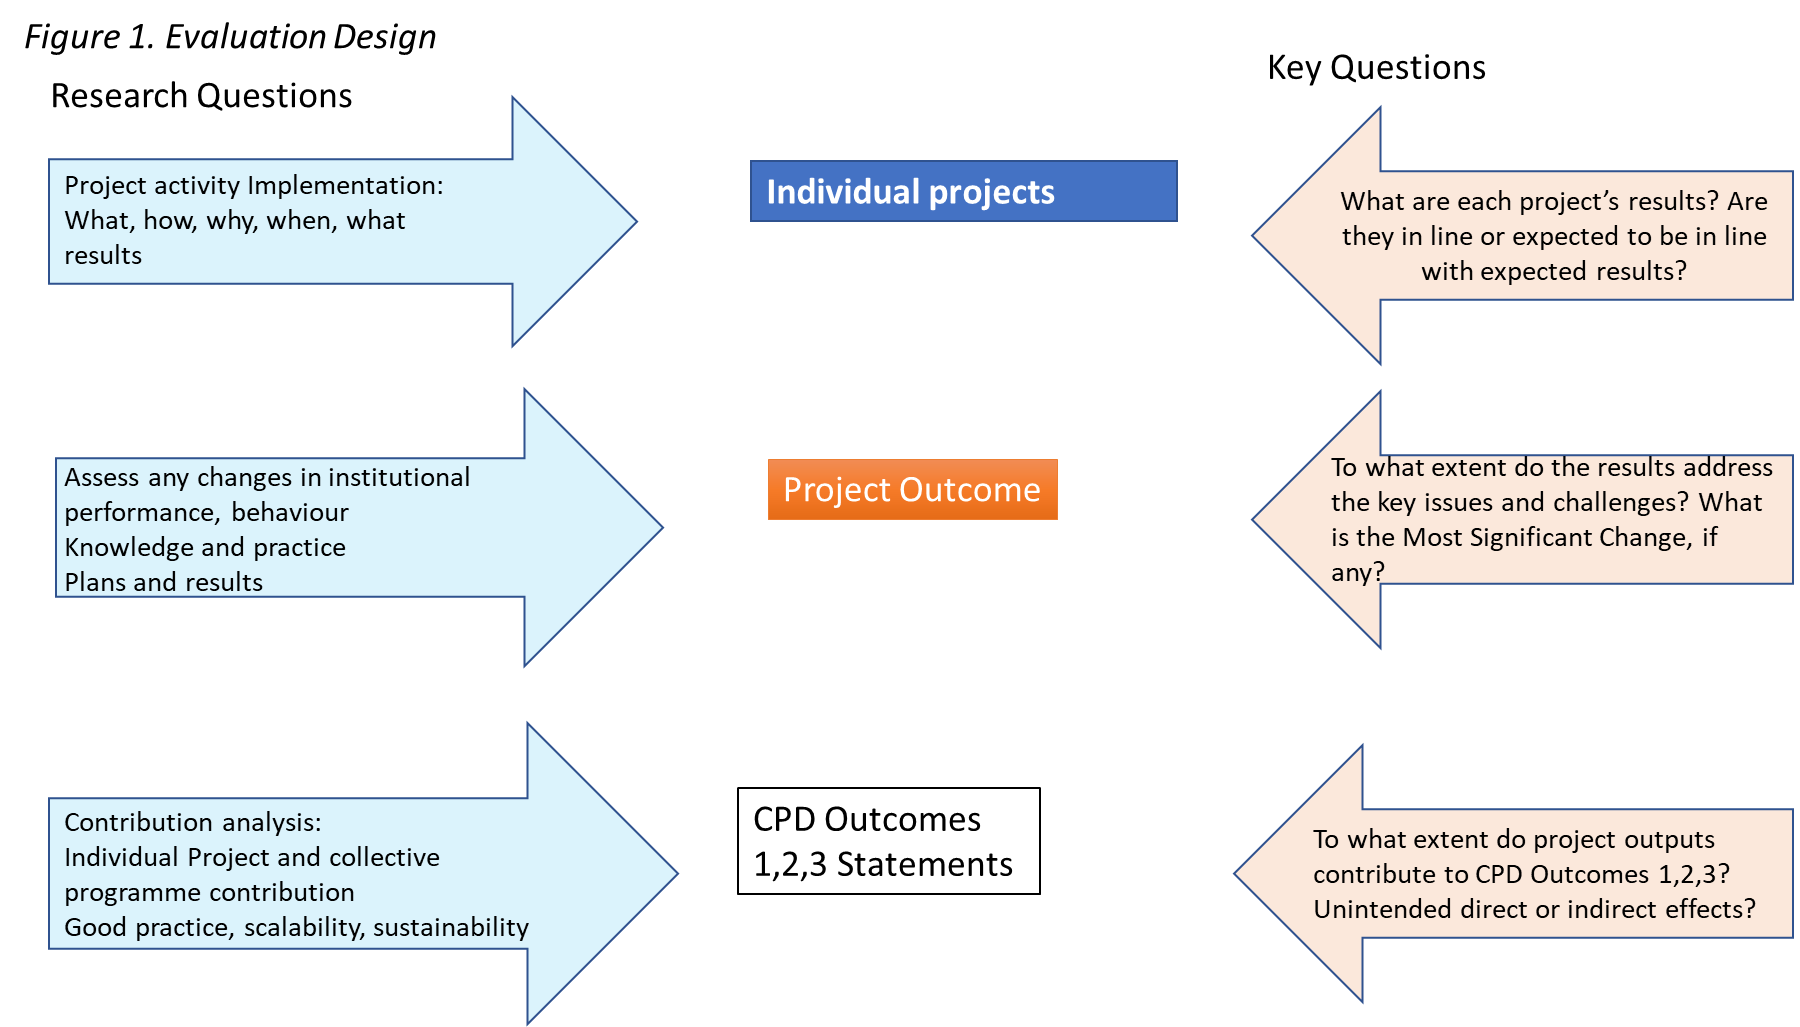 Figure 1. Evaluation Design
Research Questions
Key Questions
Project activity Implementation:
What, how, why, when, what
results
Individual projects
What are each project’s results? Are
they in line or expected to be in line
with expected results?
Assess any changes in institutional
performance, behaviour
Knowledge and practice
Plans and results
Project Outcome
To what extent do the results address
the key issues and challenges? What
is the Most Significant Change, if
any?
Contribution analysis:
Individual Project and collective
programme contribution
Good practice, scalability, sustainability
CPD Outcomes
1,2,3 Statements
To what extent do project outputs
contribute to CPD Outcomes 1,2,3?
Unintended direct or indirect effects?